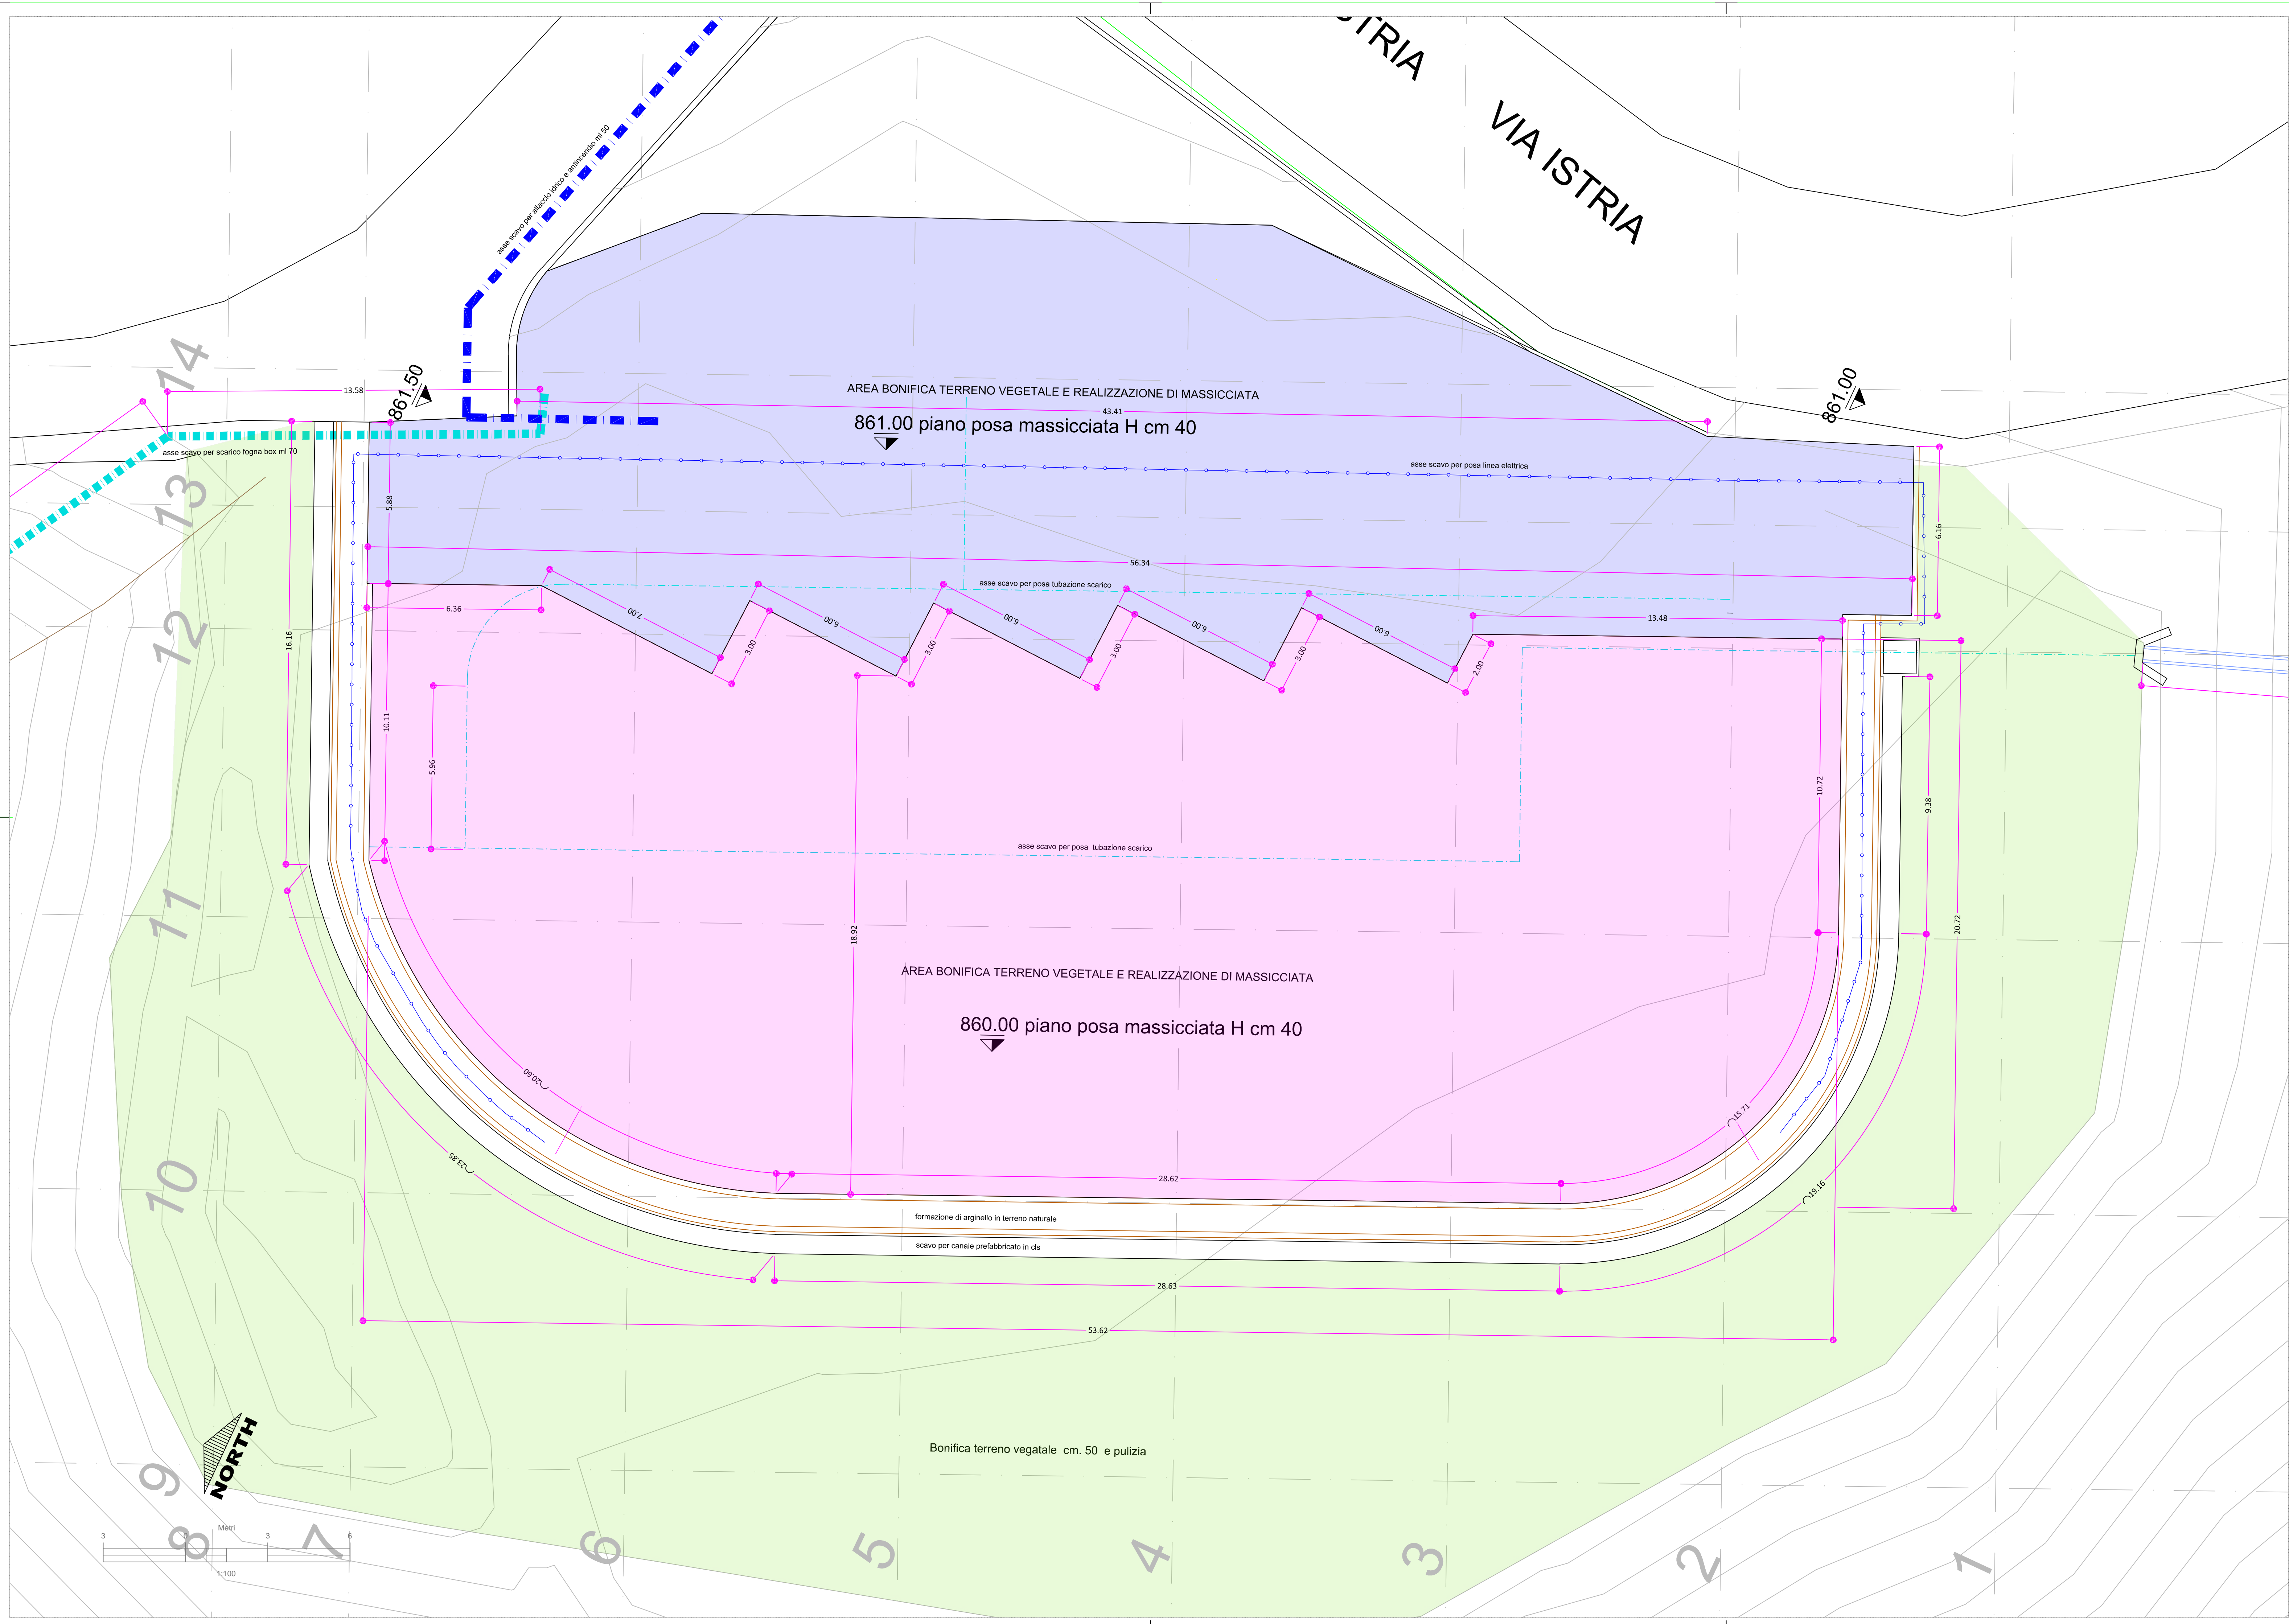 STRIA
VIA ISTRIA
asse scavo per allaccio idrico e antincendio ml 50
14
13.58
861.50
861.00
AREA BONIFICA TERRENO VEGETALE E REALIZZAZIONE DI MASSICCIATA
43.41
861.00 piano posa massicciata H cm 40
asse scavo per scarico fogna box ml 70
asse scavo per posa linea elettrica
13
5.88
6.16
56.34
asse scavo per posa tubazione scarico
6.36
7.00
6.00
6.00
6.00
6.00
13.48
12
16.16
3.00
3.00
3.00
3.00
2.00
10.11
5.96
10.72
9.38
asse scavo per posa tubazione scarico
11
18.92
20.72
AREA BONIFICA TERRENO VEGETALE E REALIZZAZIONE DI MASSICCIATA
860.00 piano posa massicciata H cm 40
20.60
15.71
23.85
28.62
19.16
10
formazione di arginello in terreno naturale
scavo per canale prefabbricato in cls
28.63
53.62
NORTH
Bonifica terreno vegatale cm. 50 e pulizia
9
Metri
3 0 3 6
1:100
8
7
6
5
4
3
2
1